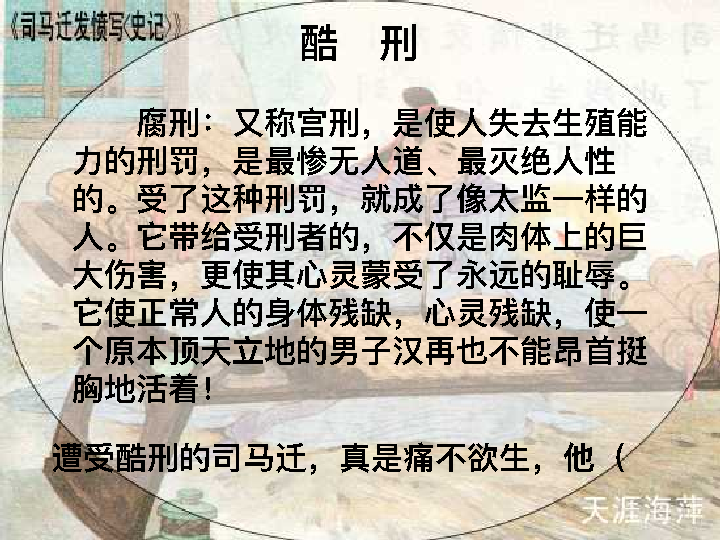 《司马迁发愤写《史记》》
酷 刑
腐刑：又称宫刑，是使人失去生殖能
力的刑罚，是最惨无人道、最灭绝人性
的。受了这种刑罚，就成了像太监一样的
人。它带给受刑者的，不仅是肉体上的巨
大伤害，更使其心灵蒙受了永远的耻辱。
它使正常人的身体残缺，心灵残缺，使一
个原本顶天立地的男子汉再也不能昂首挺
胸地活着！
遭受酷刑的司马迁，真是痛不欲生，他（
天涯海萍